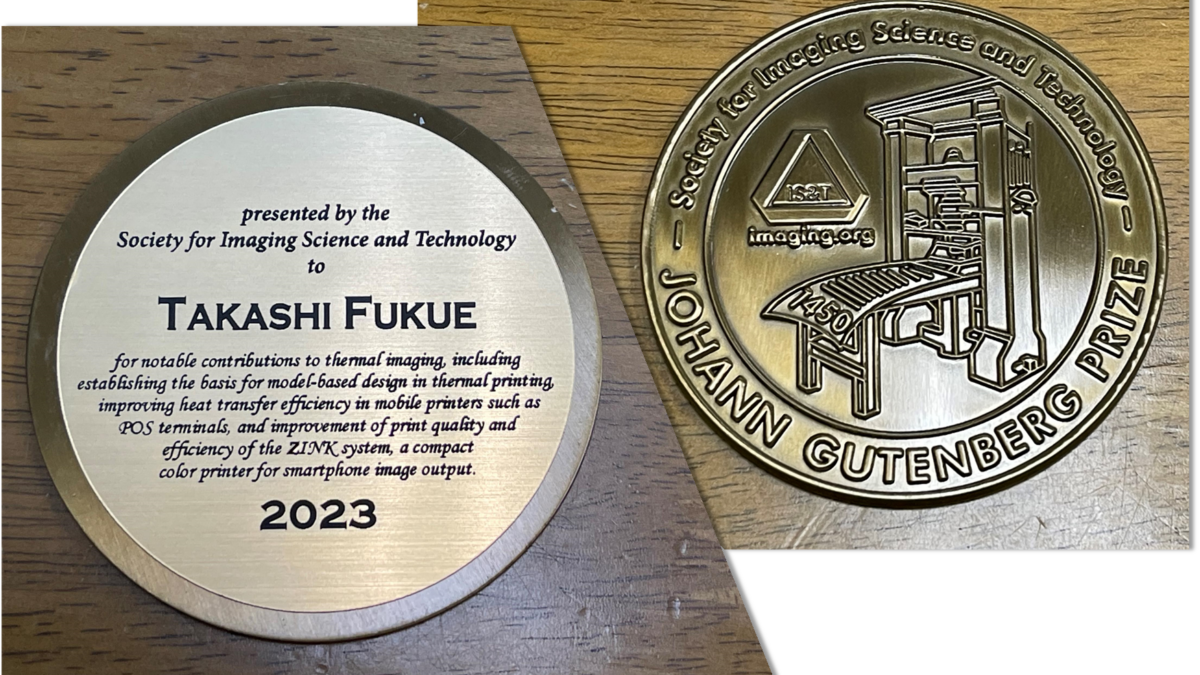 presented by the
Society for Imaging Science and Technology
to
TAKASHI FUKUE
for notable contributions to thermal imaging, including
establishing the basis for model-based design in thermal printing,
improving heat transfer efficiency in mobile printers such as
POS terminals, and improvement of print quality and
efficiency of the ZINK system, a compact
color printer for smartphone image output.
2023
— Society for Imaging Science and Technology —
IS&T
imaging.org
1450
JOHANN GUTENBERG PRIZE